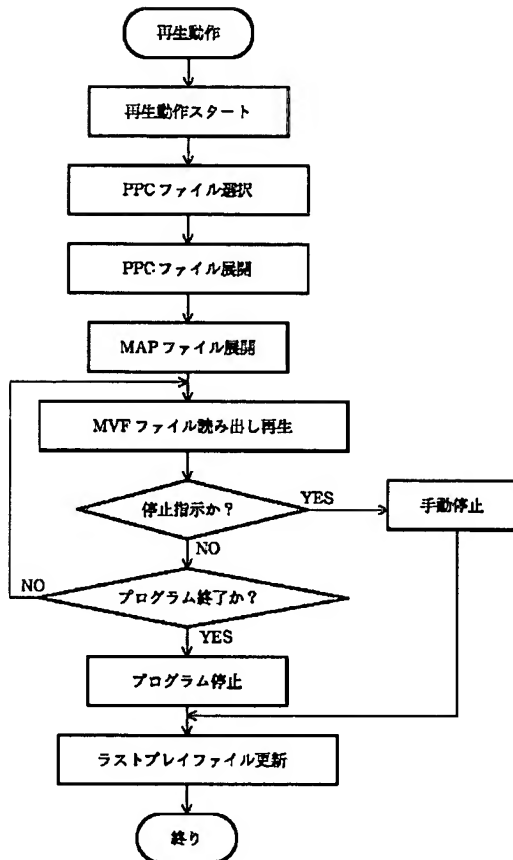 再生動作
再生動作スタート
PPCファイル選択
PPCファイル展開
MAPファイル展開
MVFファイル読み出し再生
停止指示か?
YES
手動停止
NO
プログラム終了か?
NO
YES
プログラム停止
ラストプレイファイル更新
終り